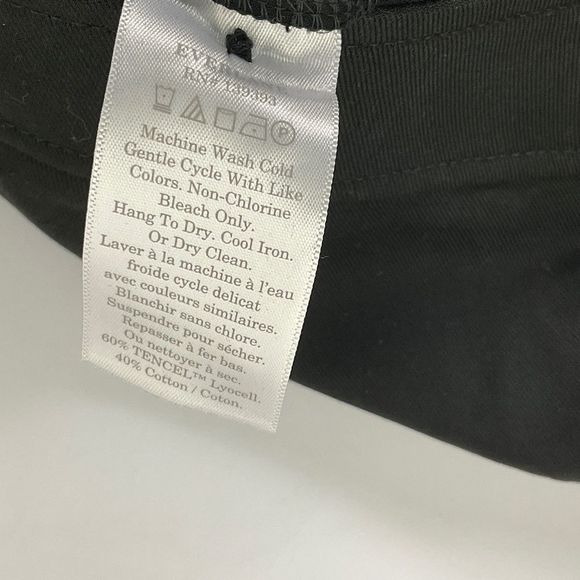 RN# 139393
P
Machine Wash Cold
Gentle Cycle With Like
Colors. Non-Chlorine
Bleach Only.
Hang To Dry. Cool Iron.
Or Dry Clean.
Laver à la machine à l'eau
froide cycle delicat
avec couleurs similaires.
Blanchir sans chlore.
Suspendre pour sécher.
Repasser à fer bas.
Ou nettoyer à sec.
60% TENCEL™ Lyocell.
40% Cotton / Coton.